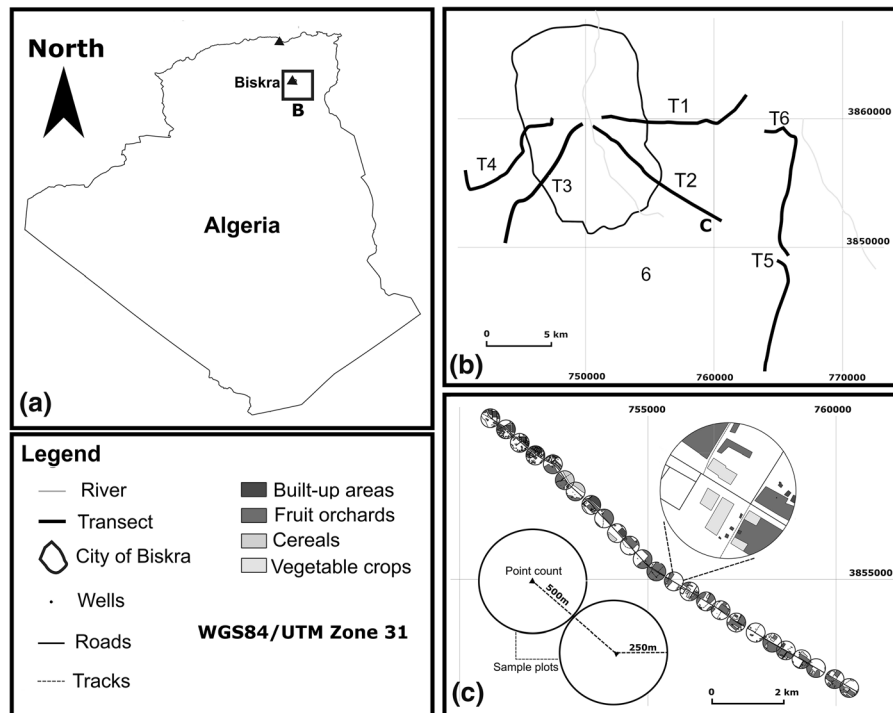 North
Biskra
B
Algeria
(a)
T1
T6
3860000
T4
T3
T2
C
3850000
T5
6
0 5 km
(b)
750000 760000 770000
Legend
River
Transect
City of Biskra
Wells
Roads
Tracks
Built-up areas
Fruit orchards
Cereals
Vegetable crops
WGS84/UTM Zone 31
755000 760000
3855000
Point count
500m
250m
Sample plots
0 2 km
(c)